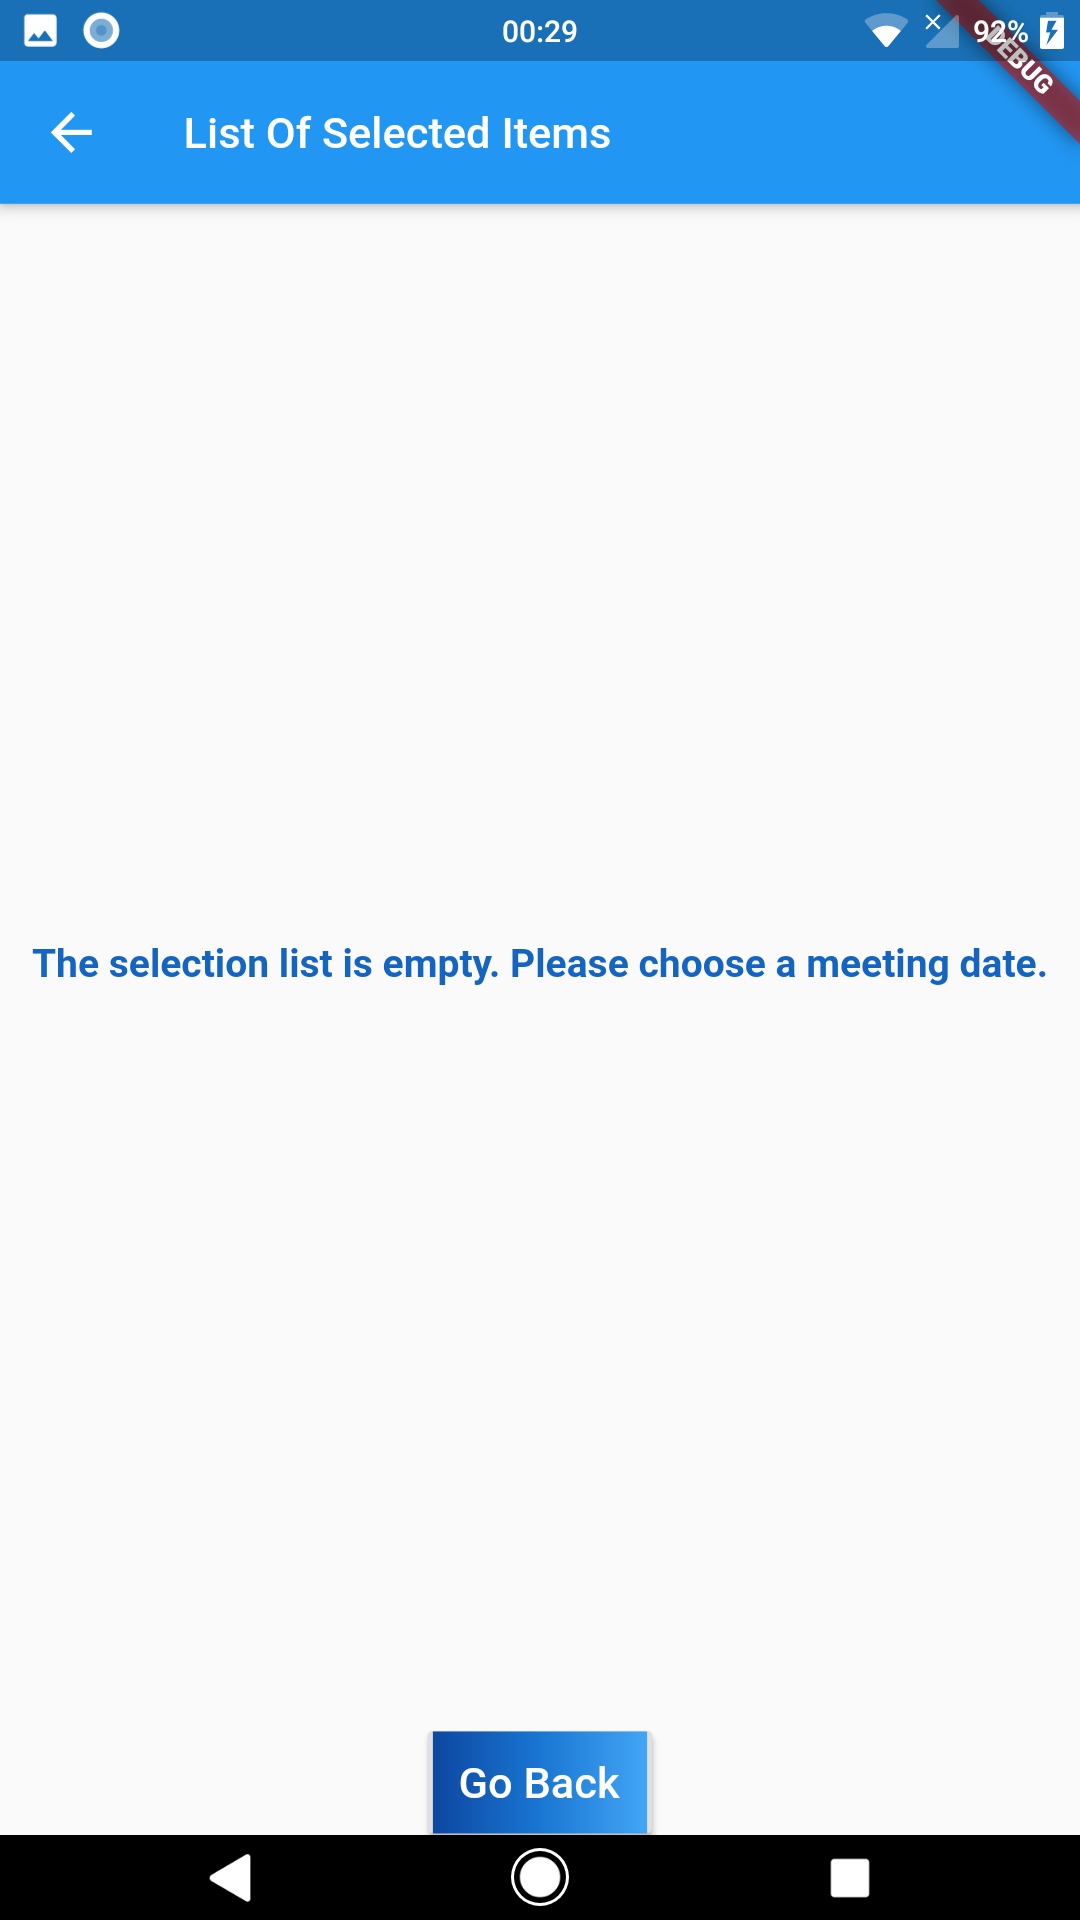 00:29
92%
DEBUG
List Of Selected Items
The selection list is empty. Please choose a meeting date.
Go Back